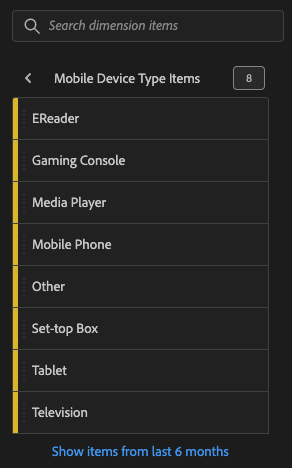 Search dimension items
Mobile Device Type Items
8
EReader
Gaming Console
Media Player
Mobile Phone
Other
Set-top Box
Tablet
Television
Show items from last 6 months